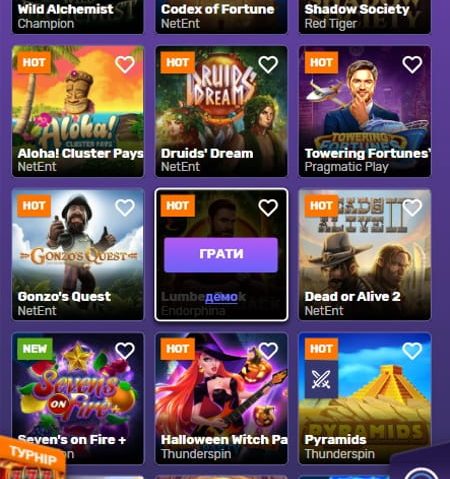 Wild Alchemist
Champion
Codex of Fortune
NetEnt
Shadow Society
Red Tiger
HOT
Aloha!
CLUSTER PAYS
Aloha! Cluster Pays
NetEnt
HOT
DRUIDS'
DREAM
Druids' Dream
NetEnt
HOT
TOWERING
FORTUNES
Towering Fortunes
Pragmatic Play
HOT
GONZO'S QUEST
Gonzo's Quest
NetEnt
HOT
ГРАТИ
демо
Endorphina
HOT
DEAD OR
ALIVE II
Dead or Alive 2
NetEnt
NEW
Sevens
ON
Fire
Seven's on Fire +
HOT
Halloween Witch Pa
Thunderspin
HOT
PYRAMIDS
Pyramids
Thunderspin
ТУРНІР